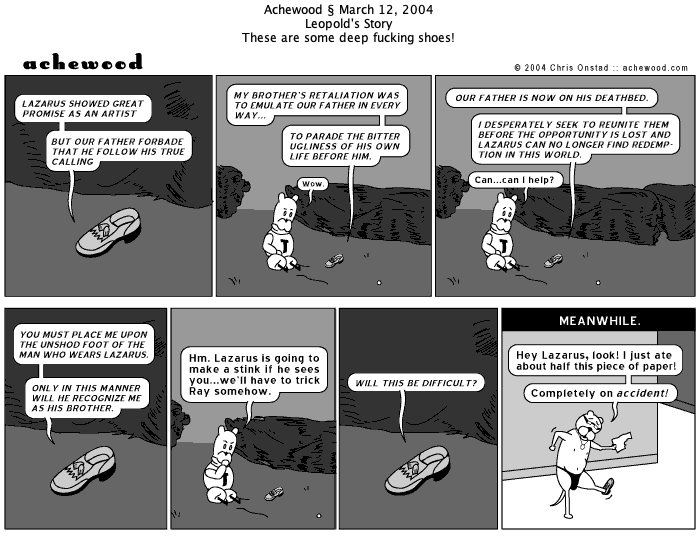 Achewood § March 12, 2004
Leopold's Story
These are some deep fucking shoes!
achewood
© 2004 Chris Onstad :: achewood.com
LAZARUS SHOWED GREAT
PROMISE AS AN ARTIST
BUT OUR FATHER FORBADE
THAT HE FOLLOW HIS TRUE
CALLING
MY BROTHER'S RETALIATION WAS
TO EMULATE OUR FATHER IN EVERY
WAY...
TO PARADE THE BITTER
UGLINESS OF HIS OWN
LIFE BEFORE HIM.
Wow.
OUR FATHER IS NOW ON HIS DEATHBED.
I DESPERATELY SEEK TO REUNITE THEM
BEFORE THE OPPORTUNITY IS LOST AND
LAZARUS CAN NO LONGER FIND REDEMP-
TION IN THIS WORLD.
Can...can I help?
YOU MUST PLACE ME UPON
THE UNSHOD FOOT OF THE
MAN WHO WEARS LAZARUS.
ONLY IN THIS MANNER
WILL HE RECOGNIZE ME
AS HIS BROTHER.
Hm. Lazarus is going to
make a stink if he sees
you...we'll have to trick
Ray somehow.
WILL THIS BE DIFFICULT?
MEANWHILE.
Hey Lazarus, look! I just ate
about half this piece of paper!
Completely on accident!